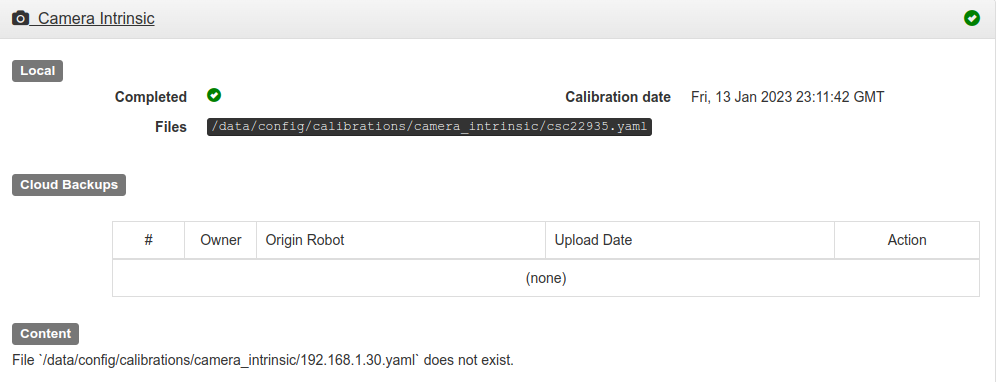 Camera Intrinsic
Local
Completed
Calibration date Fri, 13 Jan 2023 23:11:42 GMT
Files /data/config/calibrations/camera_intrinsic/csc22935.yaml
Cloud Backups
# Owner Origin Robot Upload Date Action
(none)
Content
File `/data/config/calibrations/camera_intrinsic/192.168.1.30.yaml` does not exist.